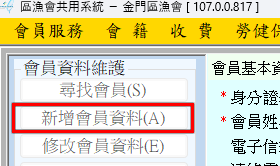 區漁會共用系統 – 金門區漁會 [ 107.0.0.817 ]
會員服務 會籍 收費 勞健保
會員資料維護
尋找會員(S)
新增會員資料(A)
修改會員資料(E)
會員基本資
*身分證
*會員姓
電子信